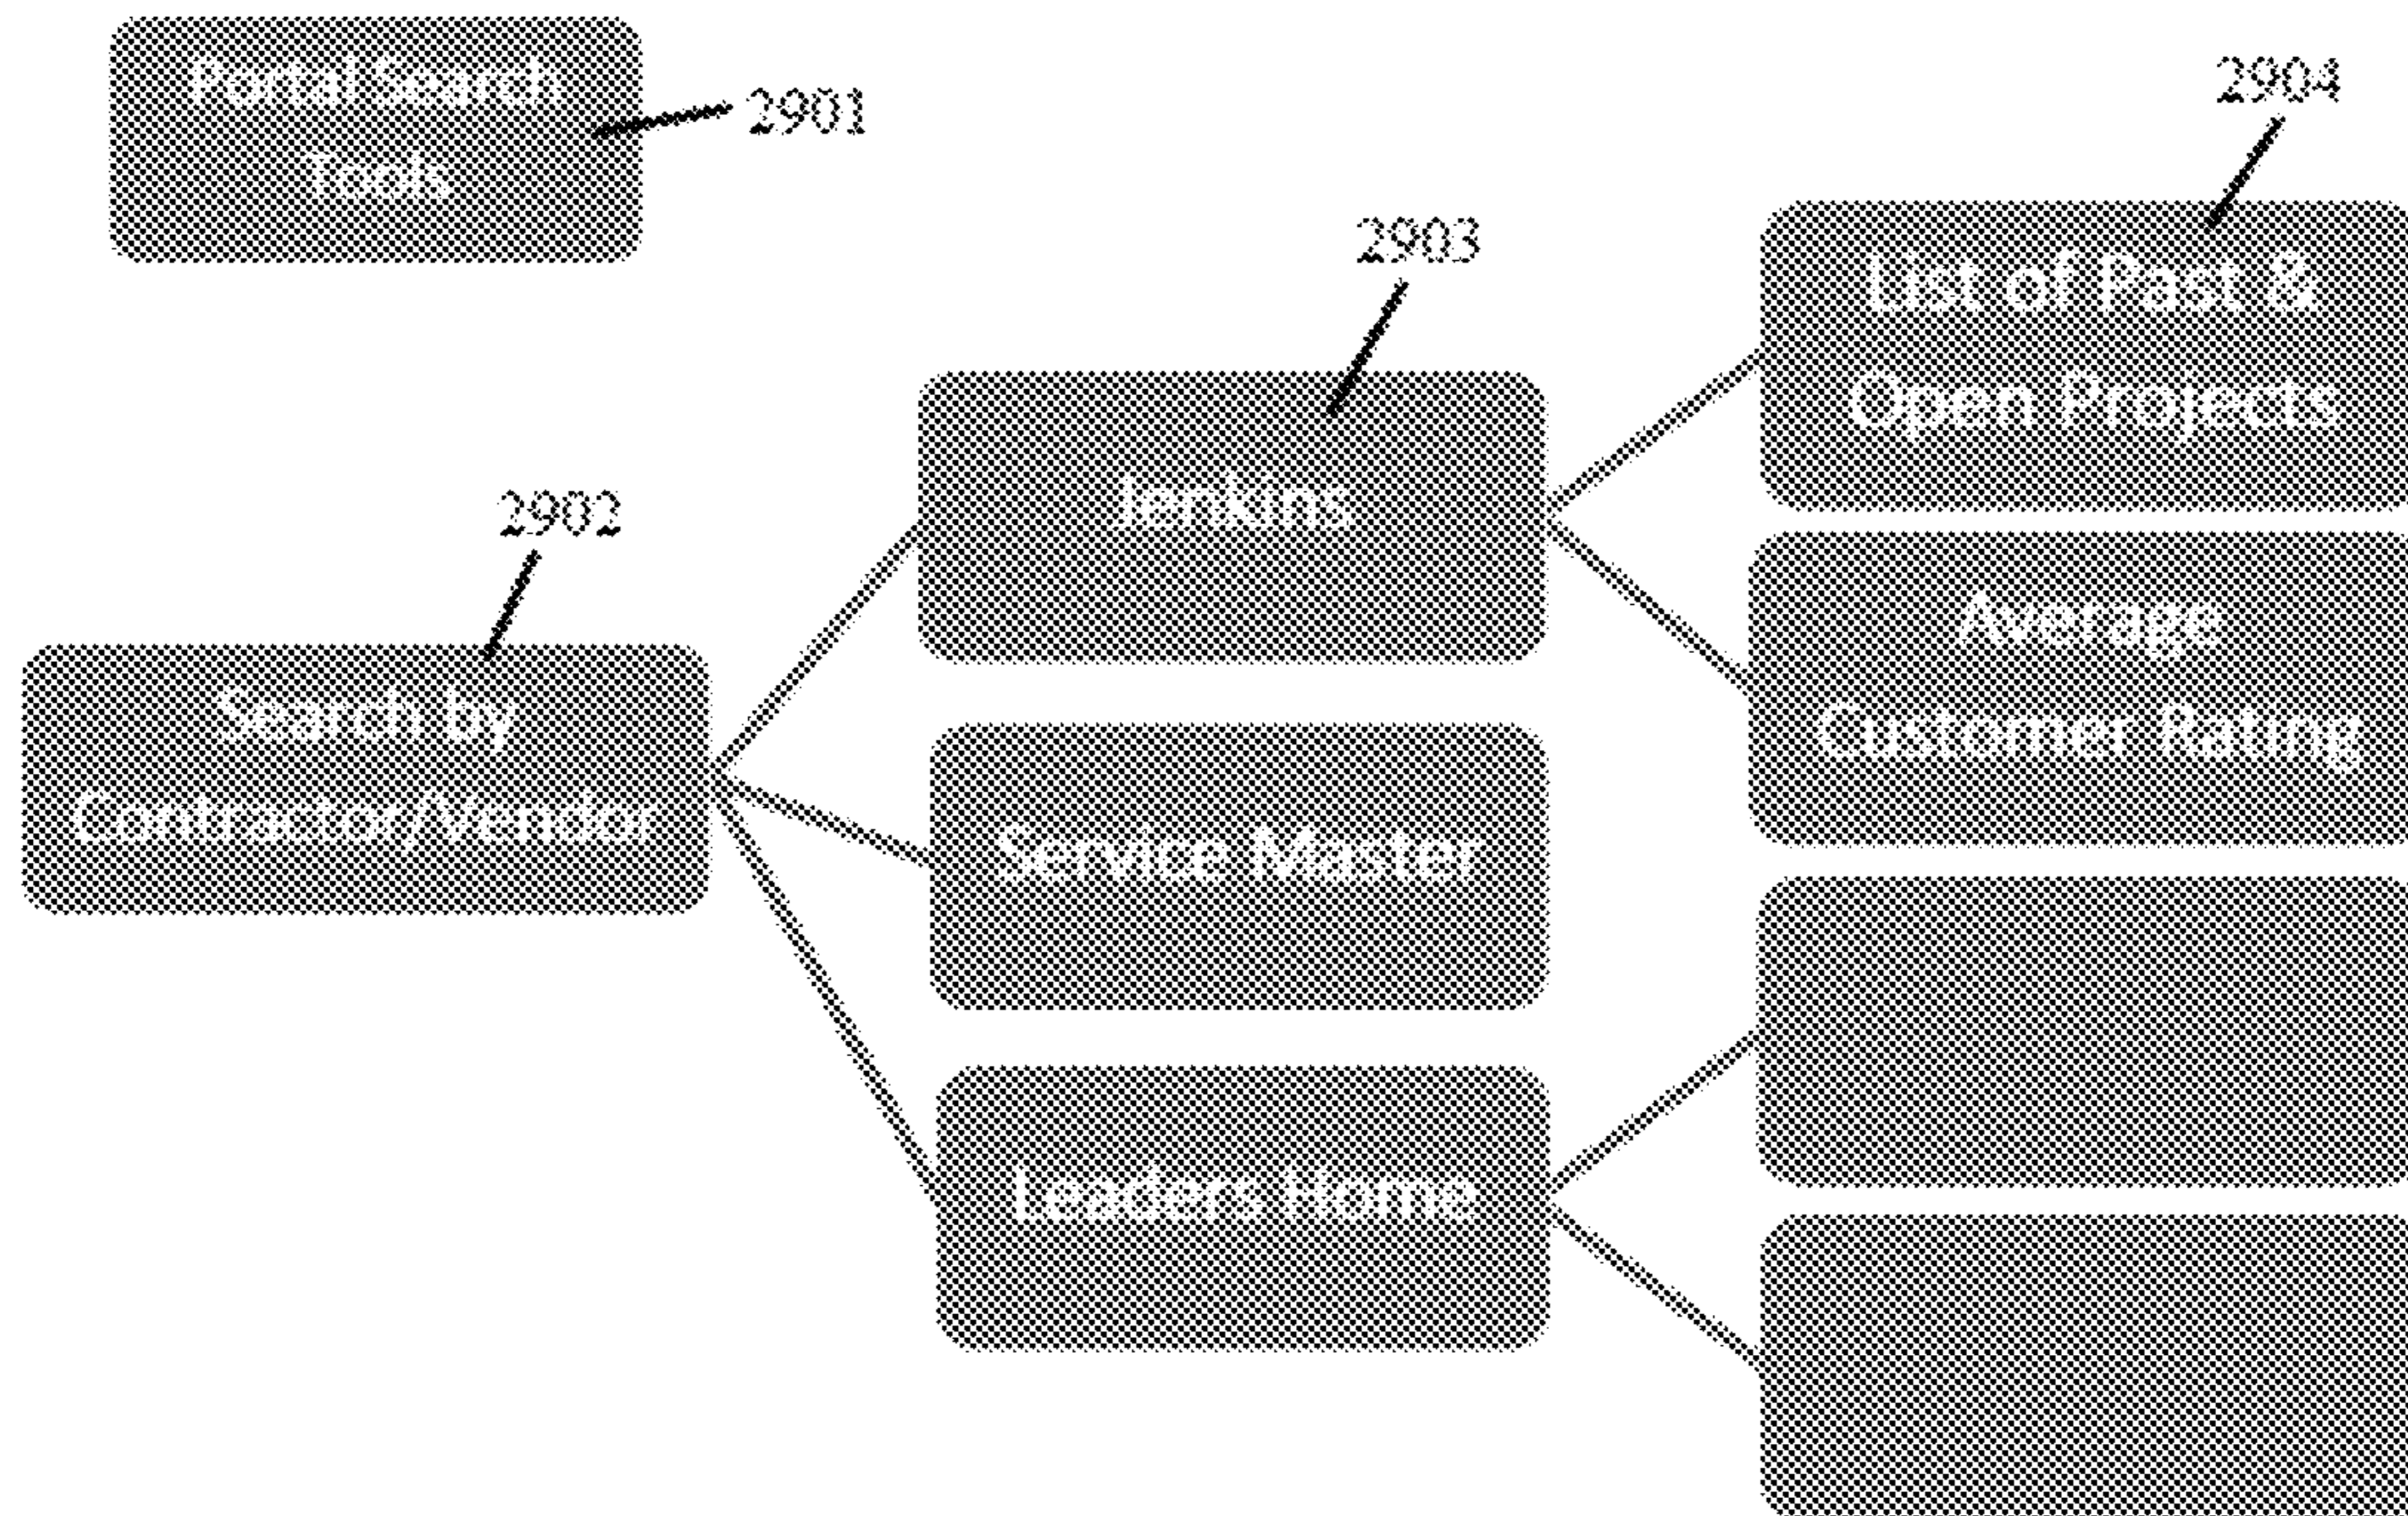 Portal Search
Tools
2901
2904
List of Past &
Open Projects
2903
Jenkins
2902
Search by
Contractor/Vendor
Average
Customer Rating
Service Master
Leaders Home